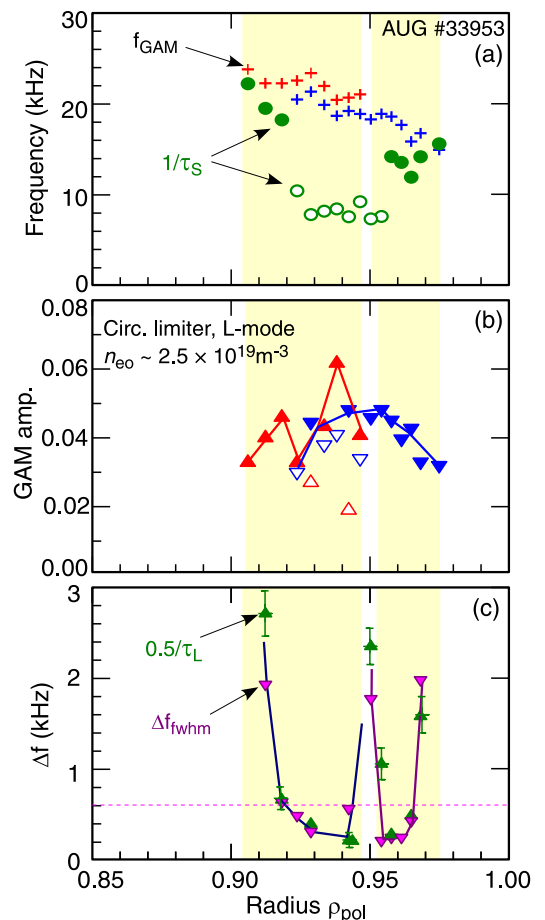 AUG #33953
(a)
f_GAM
1/τ_S
Frequency (kHz)
30
20
10
0
(b)
Circ. limiter, L-mode
n_eo ~ 2.5 × 10^19 m^-3
GAM amp.
0.08
0.06
0.04
0.02
0.00
(c)
0.5/τ_L
Δf_fwhm
Δf (kHz)
3
2
1
0
0.85
0.90
0.95
1.00
Radius ρ_pol